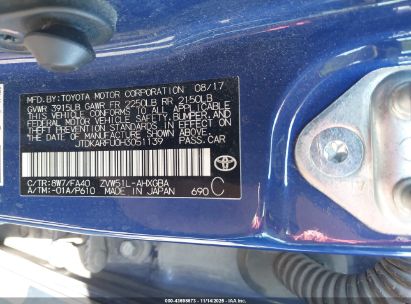 MFD.BY:TOYOTA MOTOR CORPORATION 08/17
GVWR 3915LB GAWR FR 2250LB RR 2150LB
THIS VEHICLE CONFORMS TO ALL APPLICABLE
FEDERAL MOTOR VEHICLE SAFETY,BUMPER,AND
THEFT PREVENTION STANDARDS IN EFFECT ON
THE DATE OF MANUFACTURE SHOWN ABOVE.
JTDKARFU0H3051139 PASS.CAR
C/TR:8W7/FA40 ZVW51L-AHXGBA
A/TM:-01A/P610 MADE IN JAPAN 690 C
TOYOTA
000-43698673 11/14/2025 IAA